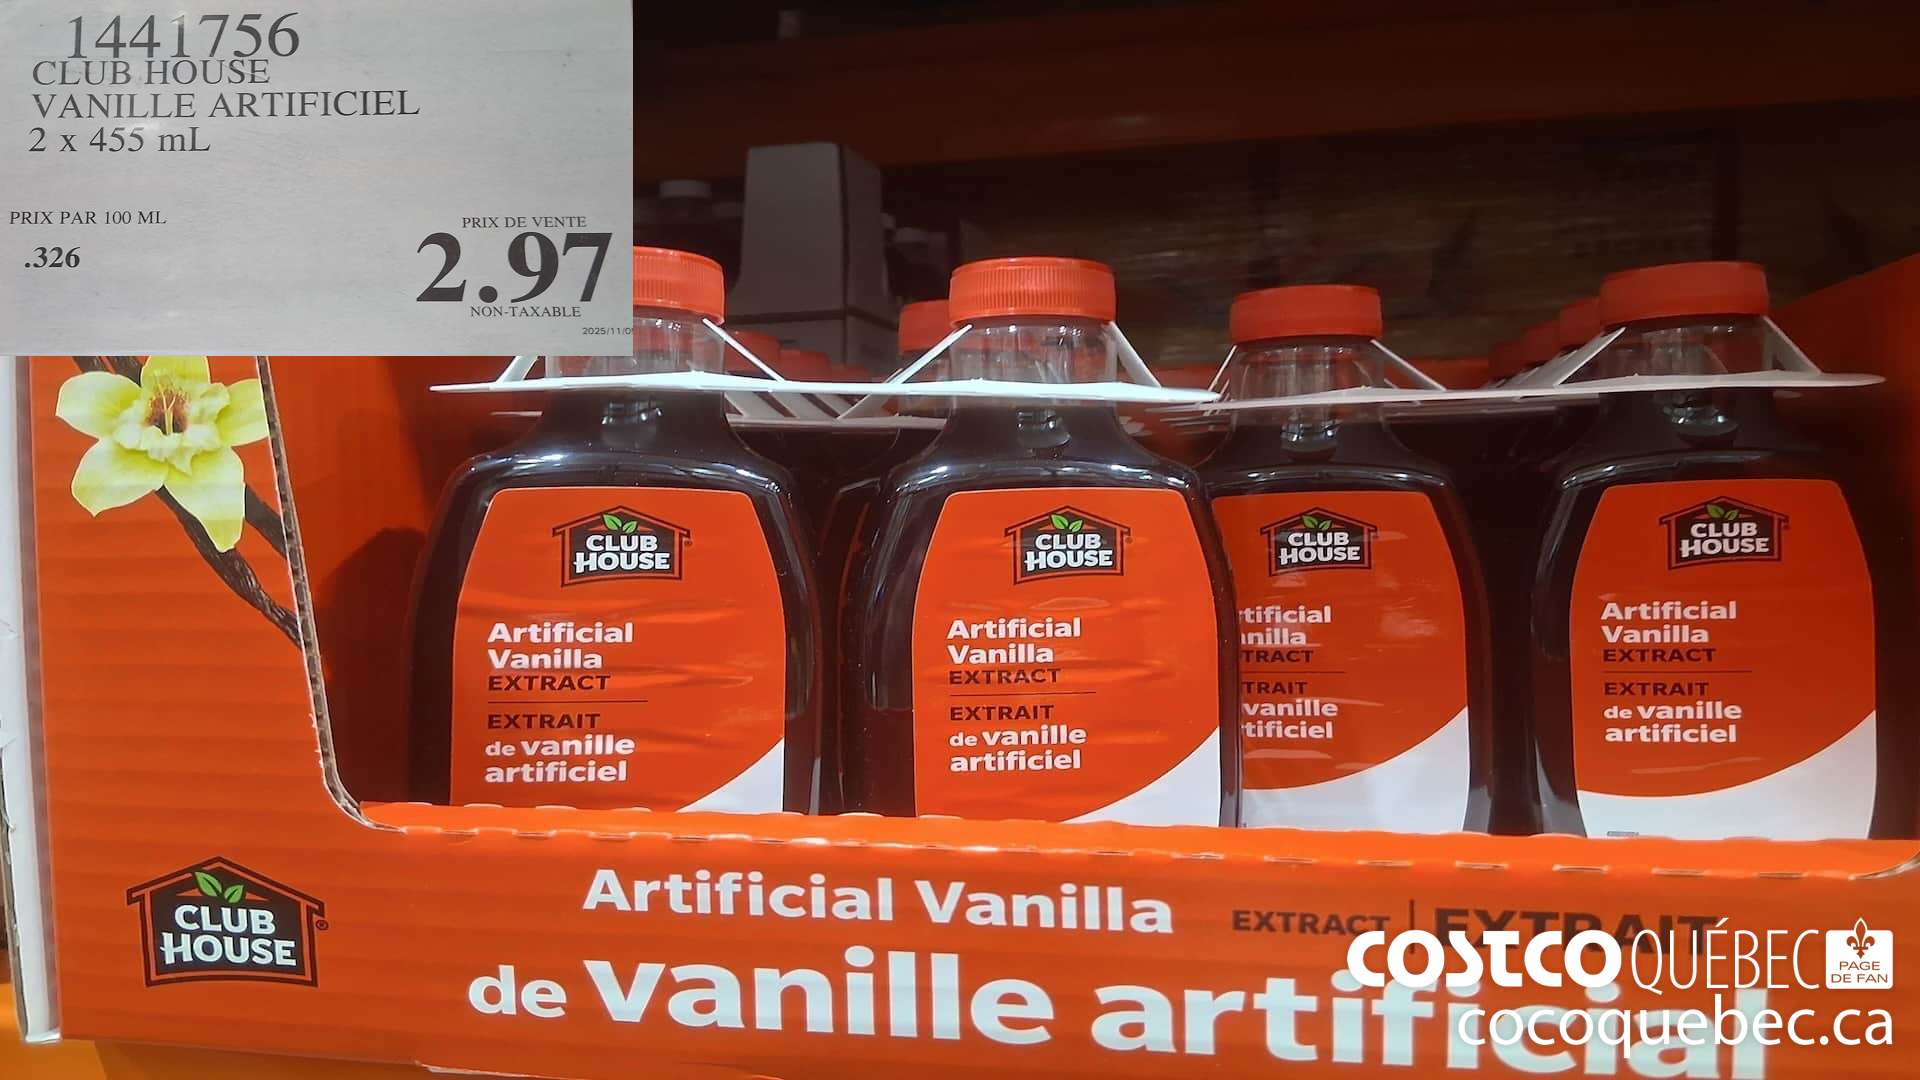 1441756
CLUB HOUSE
VANILLE ARTIFICIEL
2 x 455 mL
PRIX PAR 100 ML
.326
PRIX DE VENTE
2.97
NON-TAXABLE
CLUB
HOUSE
Artificial
Vanilla
EXTRACT
EXTRAIT
de vanille
artificiel
CLUB
HOUSE
Artificial
Vanilla
EXTRACT
EXTRAIT
de vanille
artificiel
CLUB
HOUSE
vanille
CLUB
HOUSE
Artificial
Vanilla
EXTRACT
EXTRAIT
de vanille
artificiel
CLUB
HOUSE®
Artificial Vanilla EXTRACT | EXTRAIT
de vanille artificiel
COSTCO QUÉBEC
PAGE
DE FAN
cocoquebec.ca